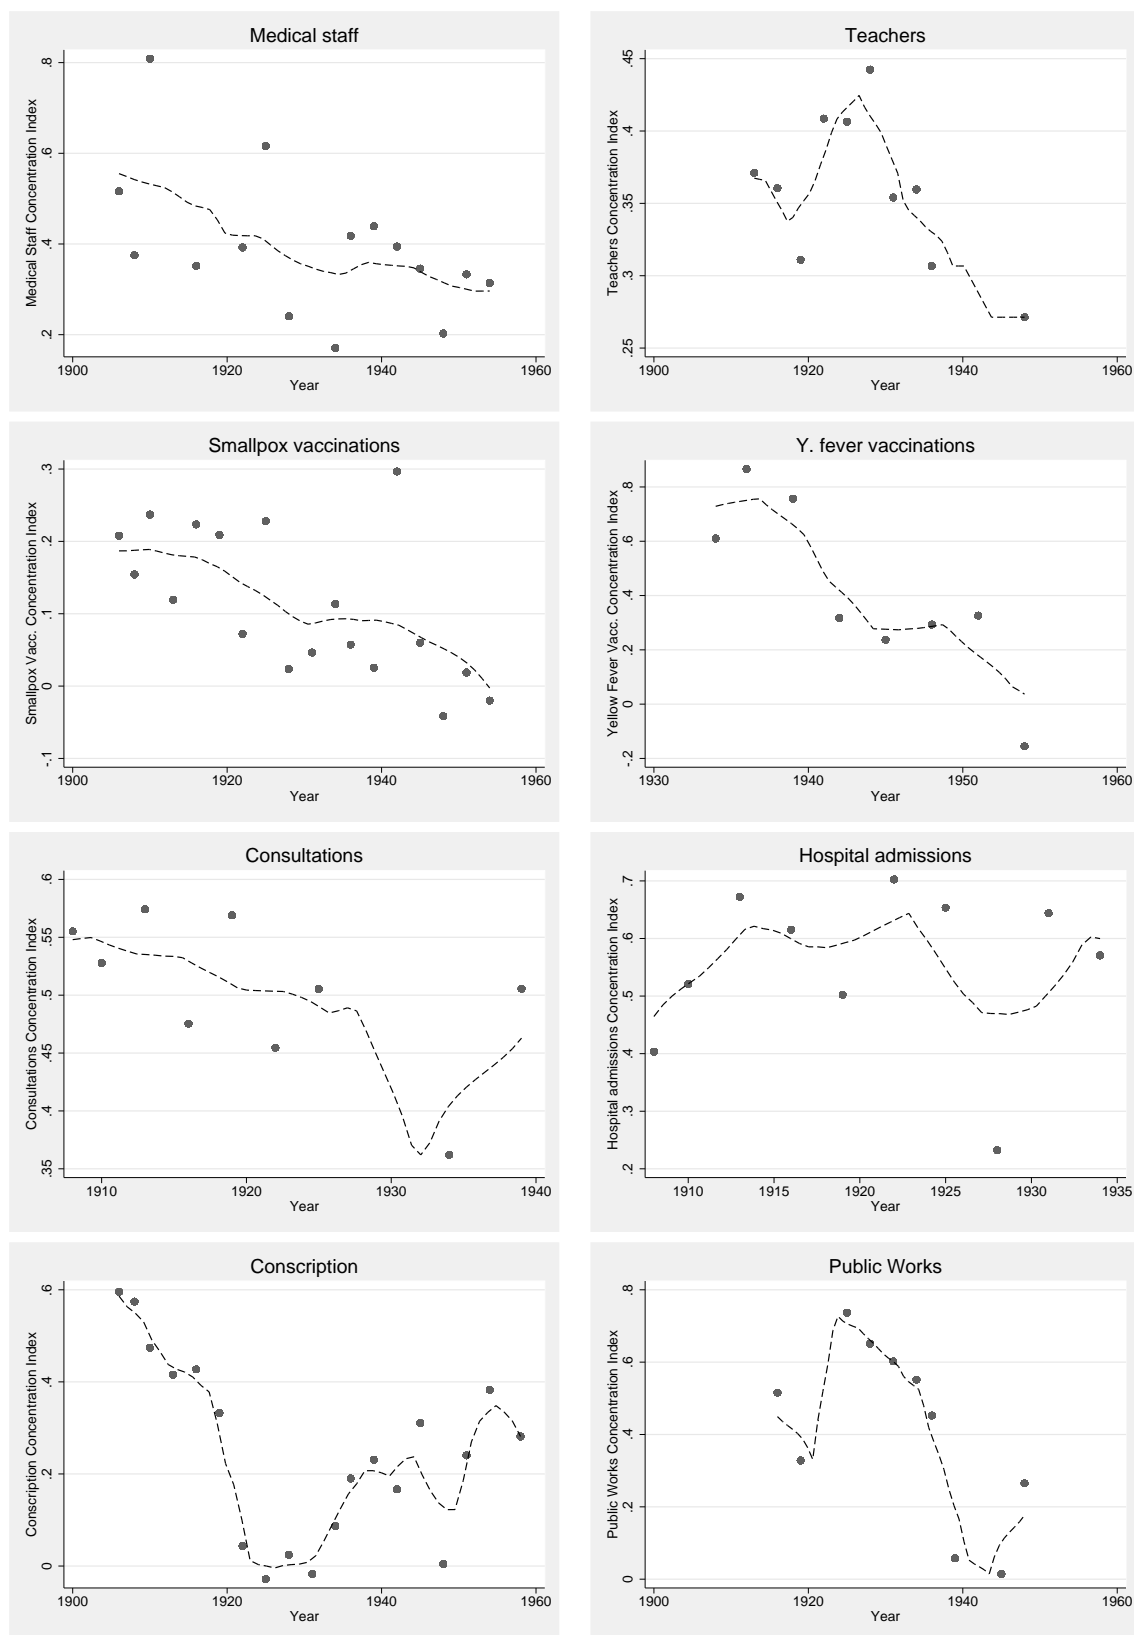 Medical staff
Medical Staff Concentration Index
.8
.6
.4
.2
1900 1920 1940 1960
Year
Teachers
Teachers Concentration Index
.45
.4
.35
.3
.25
1900 1920 1940 1960
Year
Smallpox vaccinations
Smallpox Vacc. Concentration Index
.3
.2
.1
0
-.1
1900 1920 1940 1960
Year
Y. fever vaccinations
Yellow Fever Vacc. Concentration Index
.8
.6
.4
.2
0
-.2
1930 1940 1950 1960
Year
Consultations
Consultations Concentration Index
.6
.55
.5
.45
.4
.35
1910 1920 1930 1940
Year
Hospital admissions
Hospital admissions Concentration Index
.7
.6
.5
.4
.3
.2
1910 1915 1920 1925 1930 1935
Year
Conscription
Conscription Concentration Index
.6
.4
.2
0
1900 1920 1940 1960
Year
Public Works
Public Works Concentration Index
.8
.6
.4
.2
0
1900 1920 1940 1960
Year